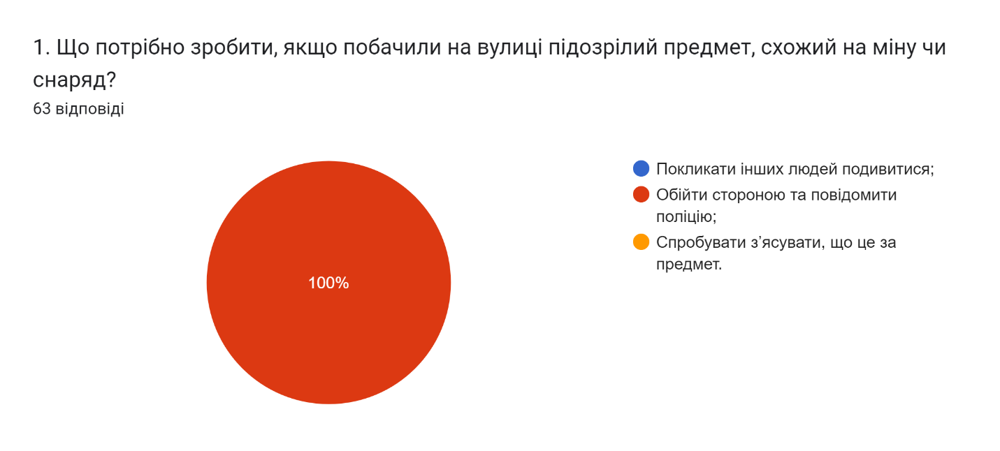 1. Що потрібно зробити, якщо побачили на вулиці підозрілий предмет, схожий на міну чи
снаряд?
63 відповіді
100%
Покликати інших людей подивитися;
Обійти стороною та повідомити
поліцію;
Спробувати з’ясувати, що це за
предмет.